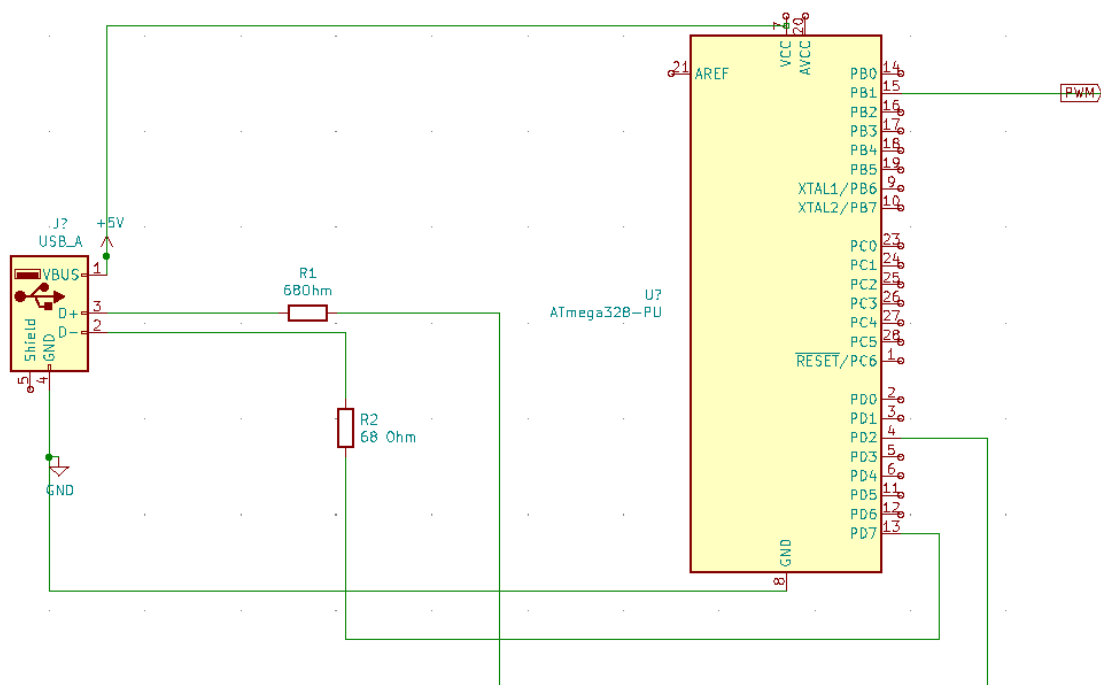 7
20
VCC
AVCC
21
AREF
PB0
14
PB1
15
PWM
PB2
16
PB3
17
PB4
18
PB5
19
XTAL1/PB6
9
XTAL2/PB7
10
J?
+5V
USB_A
VBUS
1
PC0
23
PC1
24
PC2
25
PC3
26
PC4
27
PC5
28
RESET/PC6
1
R1
68Ohm
U?
ATmega328-PU
D+
3
D-
2
Shield
GND
5
4
R2
68 Ohm
PD0
2
PD1
3
PD2
4
PD3
5
PD4
6
PD5
11
PD6
12
PD7
13
GND
GND
8